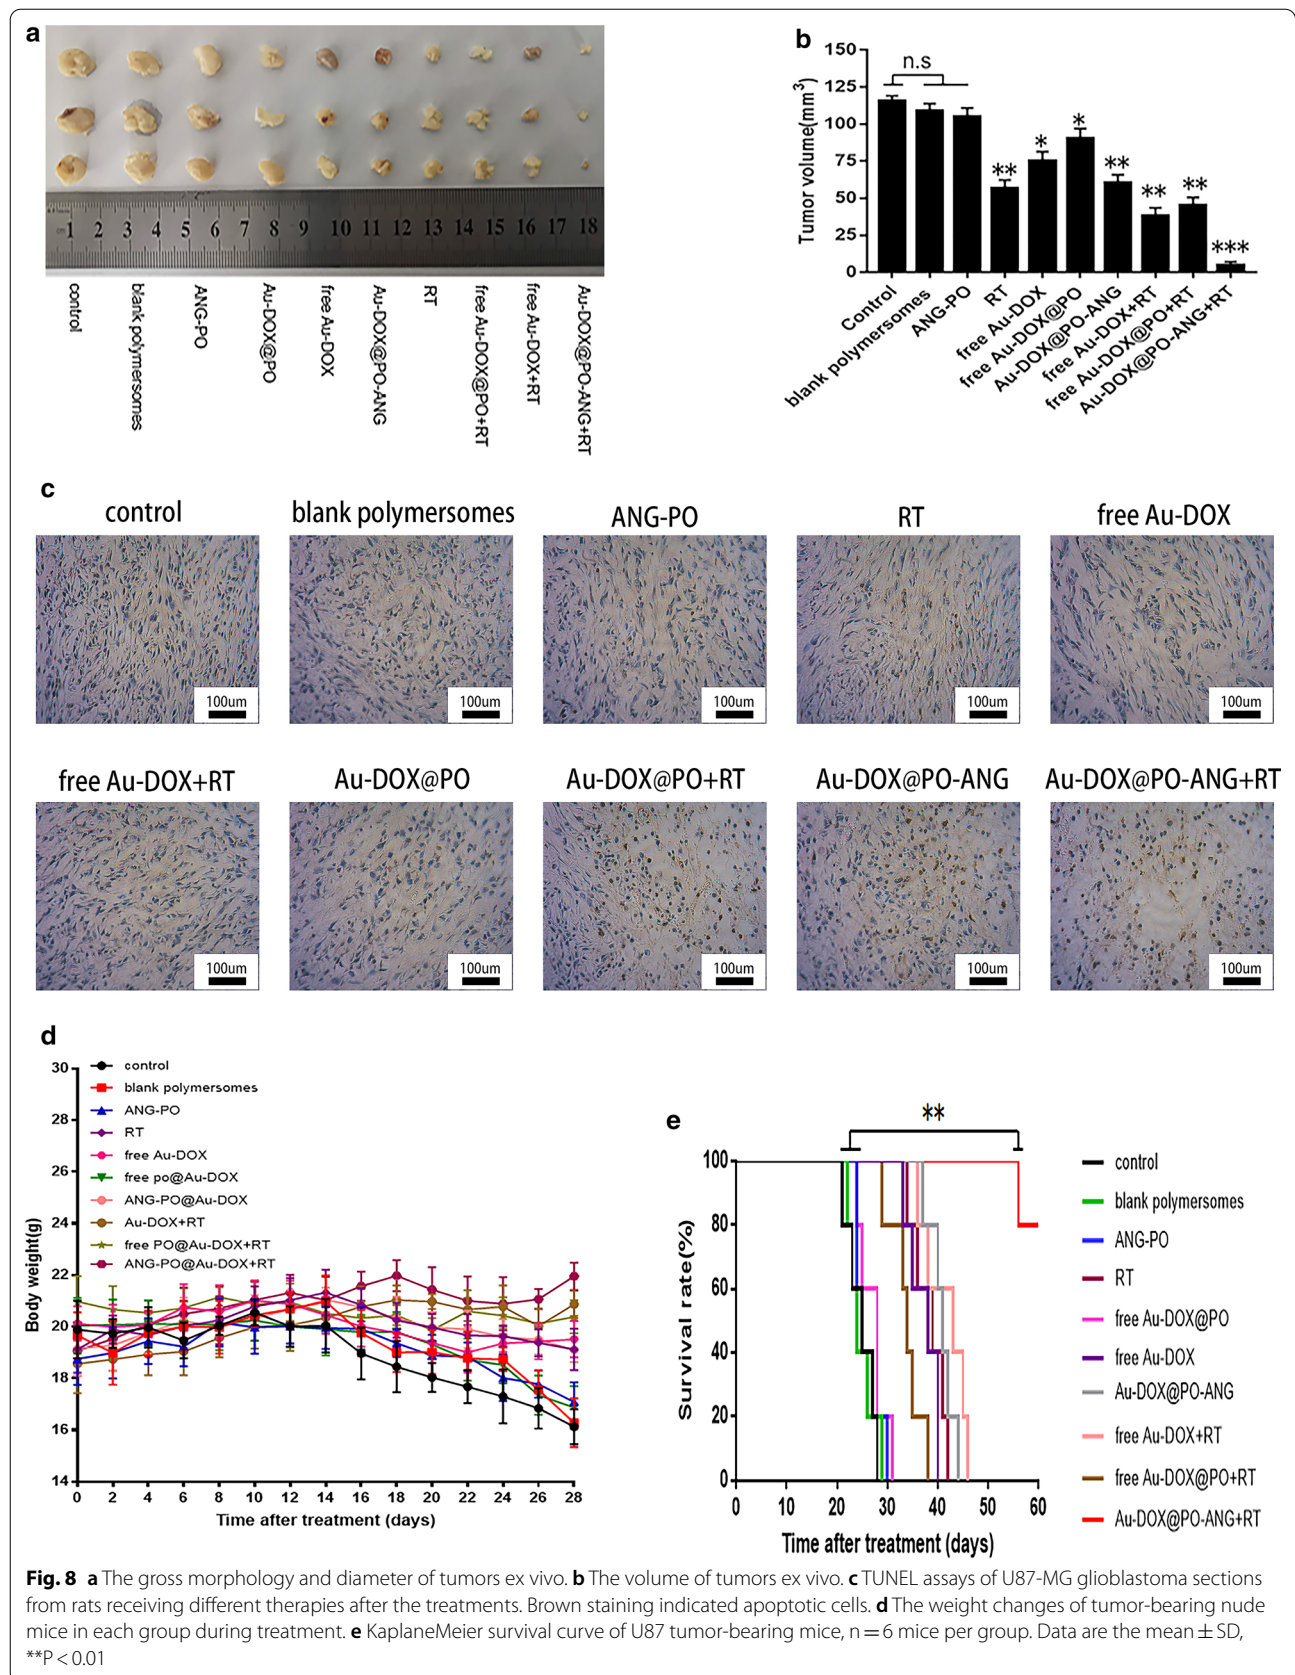 a
1 2 3 4 5 6 7 8 9 10 11 12 13 14 15 16 17 18
cm
control
blank polymersomes
ANG-PO
Au-DOX@PO
free Au-DOX
Au-DOX@PO-ANG
RT
free Au-DOX@PO+RT
free Au-DOX+RT
Au-DOX@PO-ANG+RT
b
Tumor volume(mm3)
150
125
100
75
50
25
0
n.s
**
*
*
**
**
**
***
Control
blank polymersomes
ANG-PO
RT
free Au-DOX
free Au-DOX@PO
Au-DOX@PO-ANG
free Au-DOX+RT
free Au-DOX@PO+RT
Au-DOX@PO-ANG+RT
c
control blank polymersomes ANG-PO RT free Au-DOX
100um 100um 100um 100um 100um
free Au-DOX+RT Au-DOX@PO Au-DOX@PO+RT Au-DOX@PO-ANG Au-DOX@PO-ANG+RT
100um 100um 100um 100um 100um
d
Body weight(g)
30
28
26
24
22
20
18
16
14
control
blank polymersomes
ANG-PO
RT
free Au-DOX
free po@Au-DOX
ANG-PO@Au-DOX
Au-DOX+RT
free PO@Au-DOX+RT
ANG-PO@Au-DOX+RT
0 2 4 6 8 10 12 14 16 18 20 22 24 26 28
Time after treatment (days)
e
**
Survival rate(%)
100
80
60
40
20
0
0 10 20 30 40 50 60
Time after treatment (days)
control
blank polymersomes
ANG-PO
RT
free Au-DOX@PO
free Au-DOX
Au-DOX@PO-ANG
free Au-DOX+RT
free Au-DOX@PO+RT
Au-DOX@PO-ANG+RT
Fig. 8 a The gross morphology and diameter of tumors ex vivo. b The volume of tumors ex vivo. c TUNEL assays of U87-MG glioblastoma sections
from rats receiving different therapies after the treatments. Brown staining indicated apoptotic cells. d The weight changes of tumor-bearing nude
mice in each group during treatment. e KaplaneMeier survival curve of U87 tumor-bearing mice, n = 6 mice per group. Data are the mean ± SD,
**P < 0.01